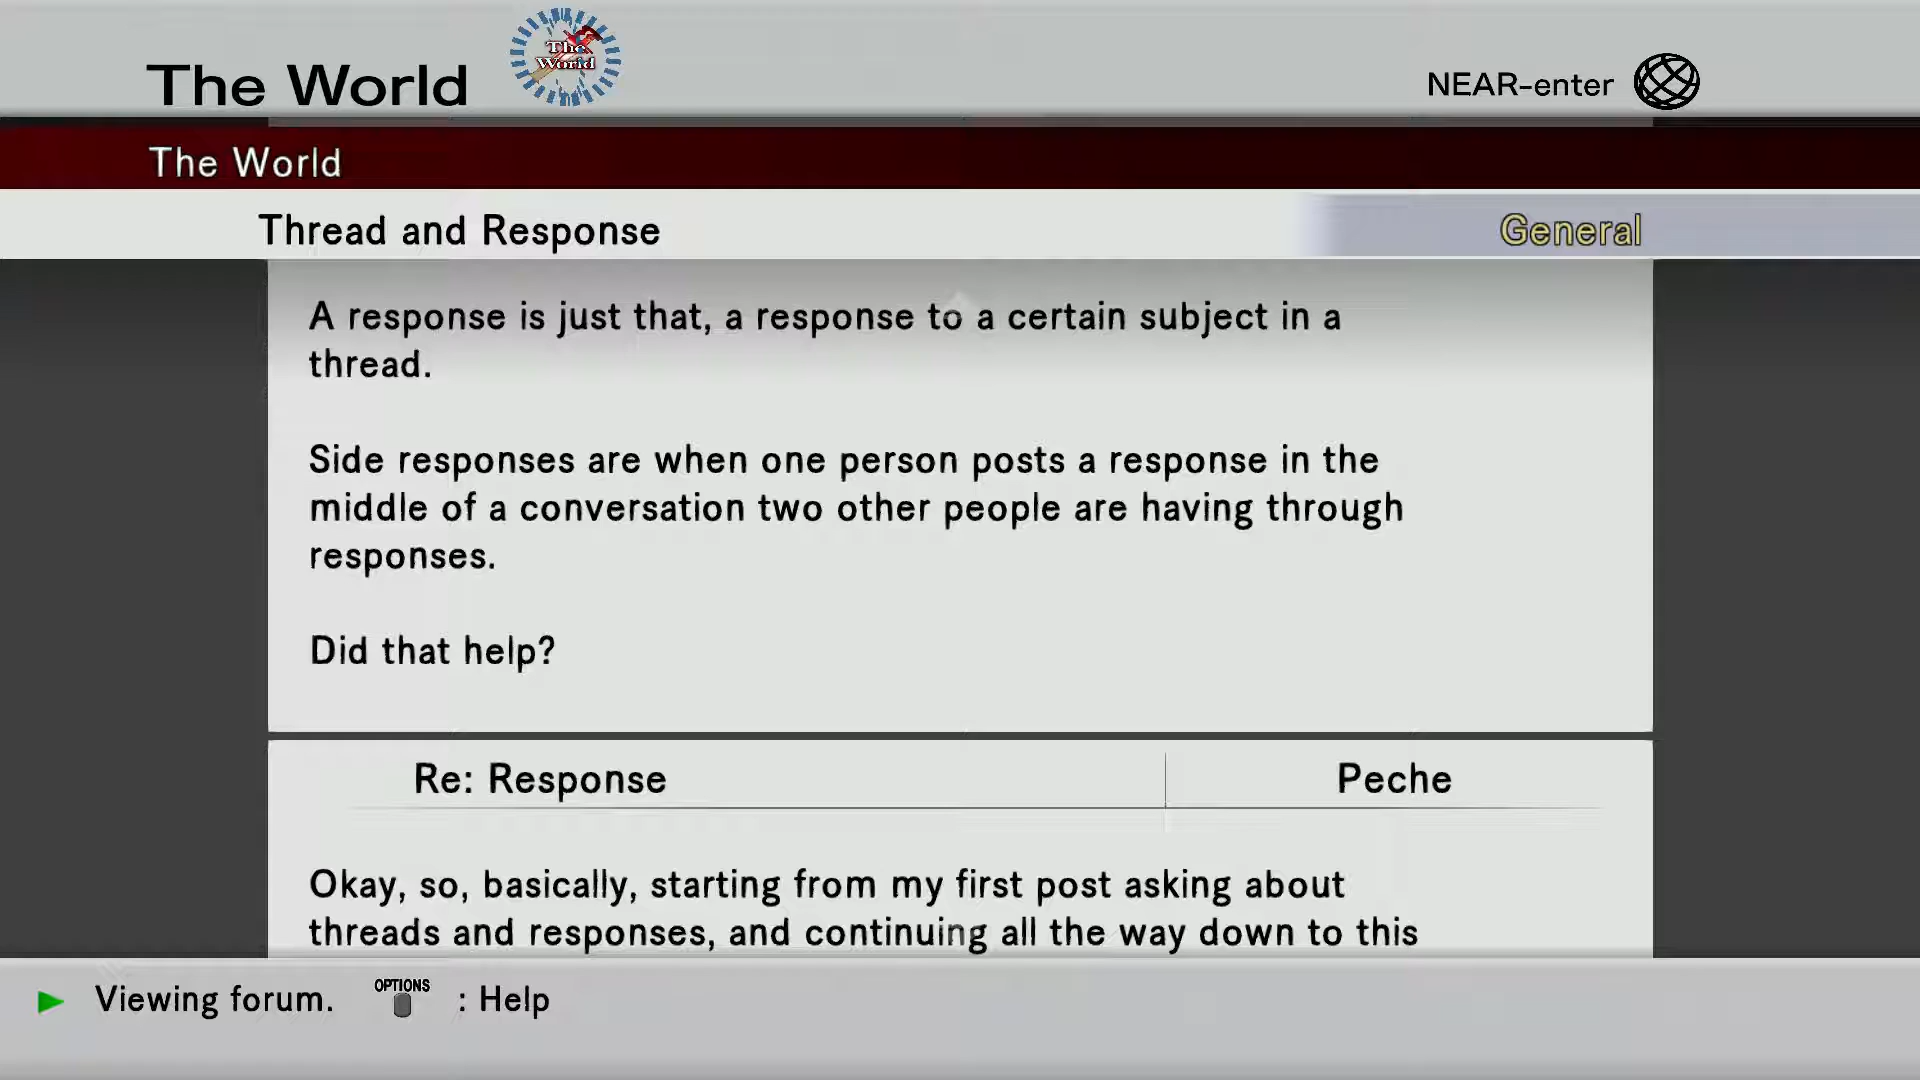 The World
The
World
NEAR-enter
The World
Thread and Response
General
A response is just that, a response to a certain subject in a
thread.
Side responses are when one person posts a response in the
middle of a conversation two other people are having through
responses.
Did that help?
Re: Response
Peche
Okay, so, basically, starting from my first post asking about
threads and responses, and continuing all the way down to this
Viewing forum.
OPTIONS
: Help